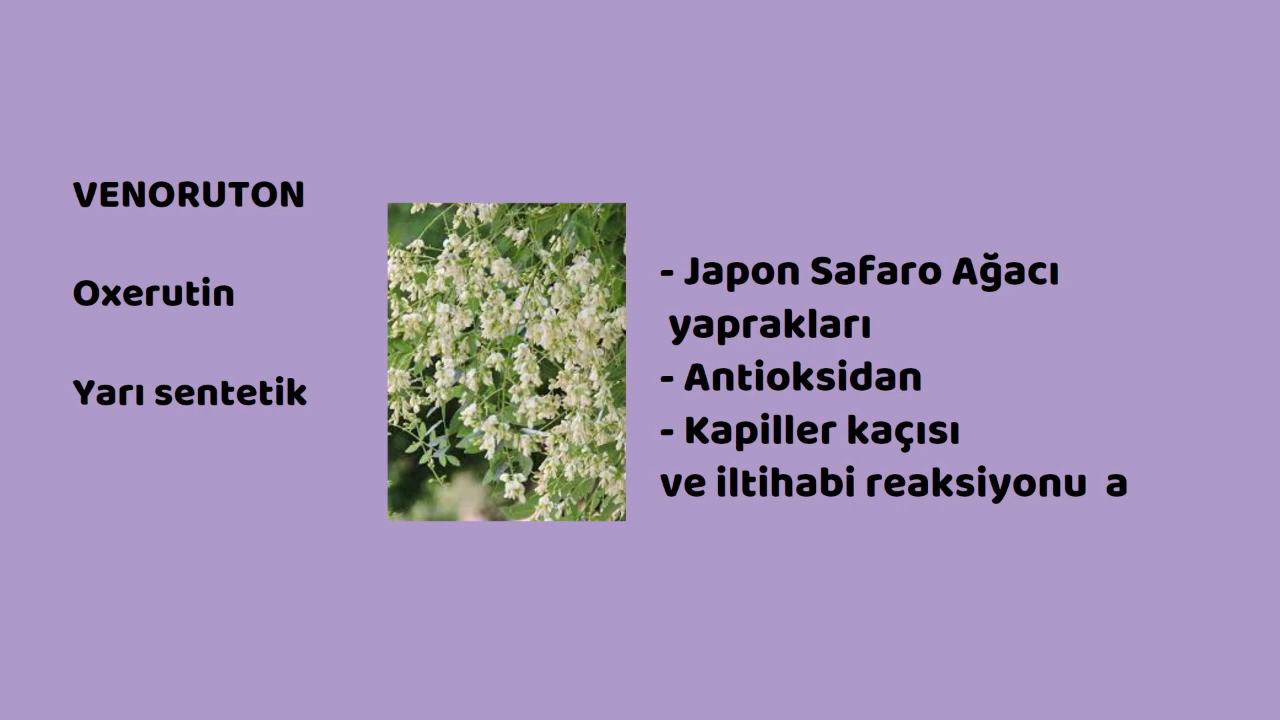 VENORUTON
Oxerutin
Yarı sentetik
- Japon Safaro Ağacı
yaprakları
- Antioksidan
- Kapiller kaçısı
ve iltihabi reaksiyonu a